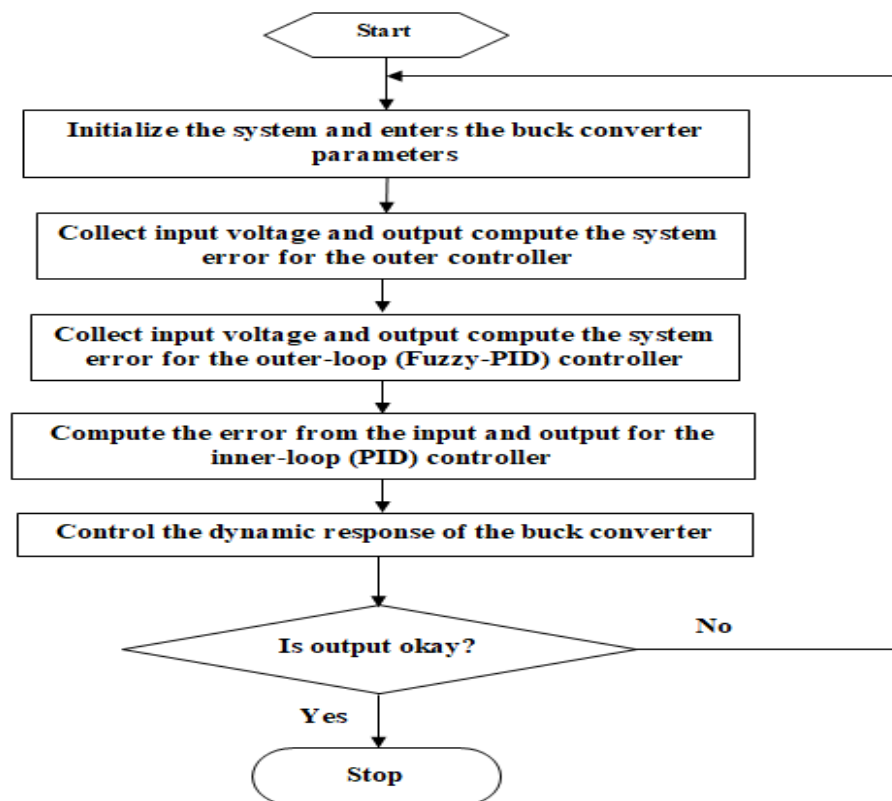 Start
Initialize the system and enters the buck converter
parameters
Collect input voltage and output compute the system
error for the outer controller
Collect input voltage and output compute the system
error for the outer-loop (Fuzzy-PID) controller
Compute the error from the input and output for the
inner-loop (PID) controller
Control the dynamic response of the buck converter
Is output okay?
No
Yes
Stop